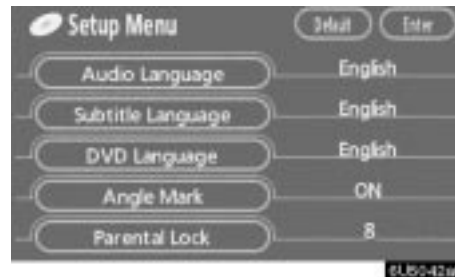 Setup Menu Default Enter
Audio Language English
Subtitle Language English
DVD Language English
Angle Mark ON
Parental Lock 8
6U5042a